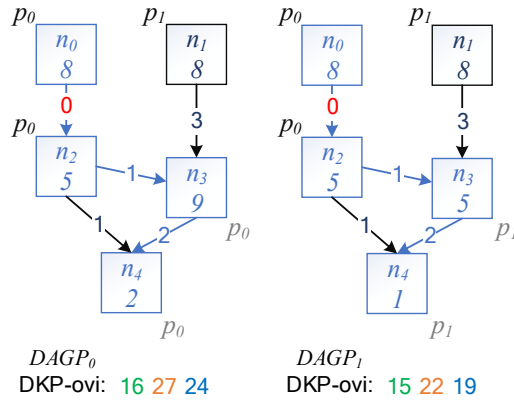 p0 p1
n0 n1
8 8
0 3
p0
n2 n3
5 9
1
1 2
p0
n4
2
p0
DAGP0
DKP-ovi: 16 27 24
p0 p1
n0 n1
8 8
0 3
p0
n2 n3
5 5
1
1 2
p1
n4
1
p1
DAGP1
DKP-ovi: 15 22 19